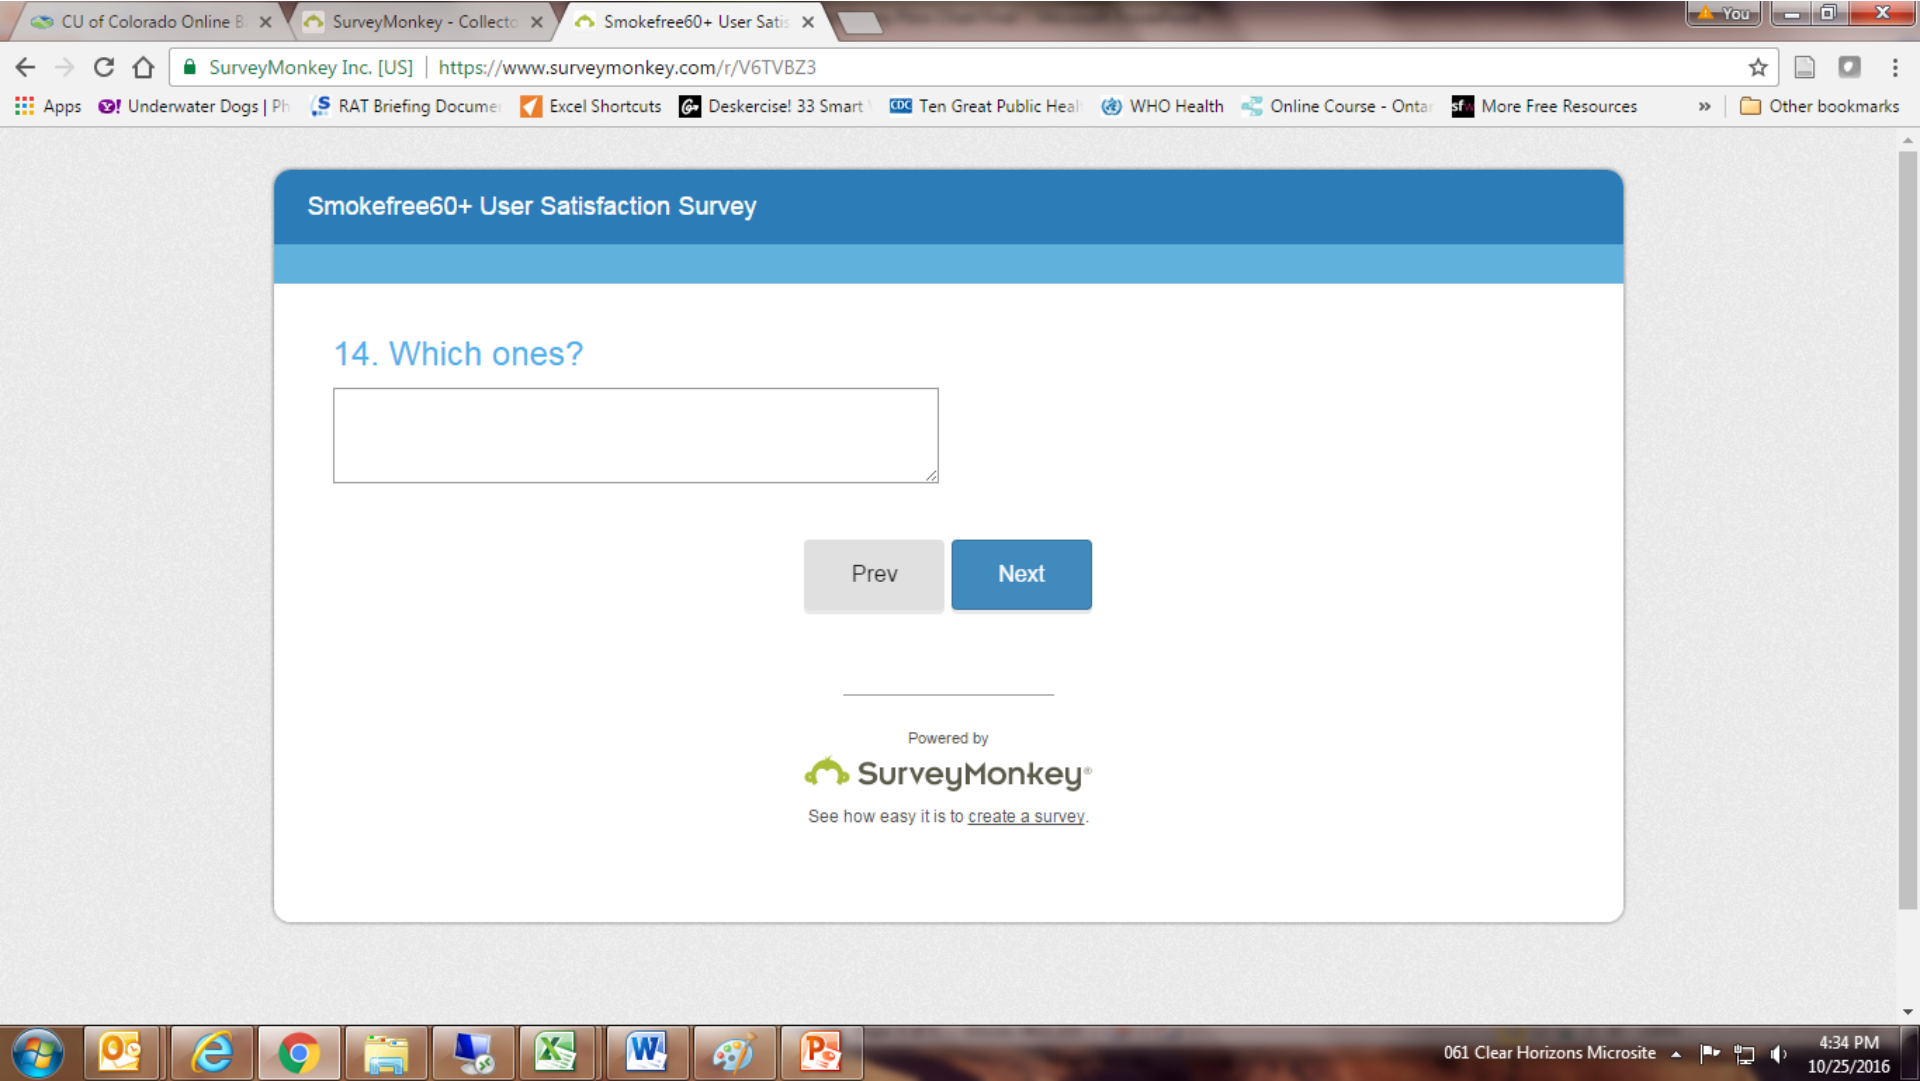 CU of Colorado Online B
SurveyMonkey - Collecto
Smokefree60+ User Satis
You
SurveyMonkey Inc. [US]
https://www.surveymonkey.com/r/V6TVBZ3
Apps
Underwater Dogs | Ph
RAT Briefing Documen
Excel Shortcuts
Deskercise! 33 Smart
CDC
Ten Great Public Heal
WHO Health
Online Course - Ontar
sfw
More Free Resources
»
Other bookmarks
Smokefree60+ User Satisfaction Survey
14. Which ones?
Prev
Next
Powered by
SurveyMonkey®
See how easy it is to create a survey.
061 Clear Horizons Microsite
4:34 PM
10/25/2016